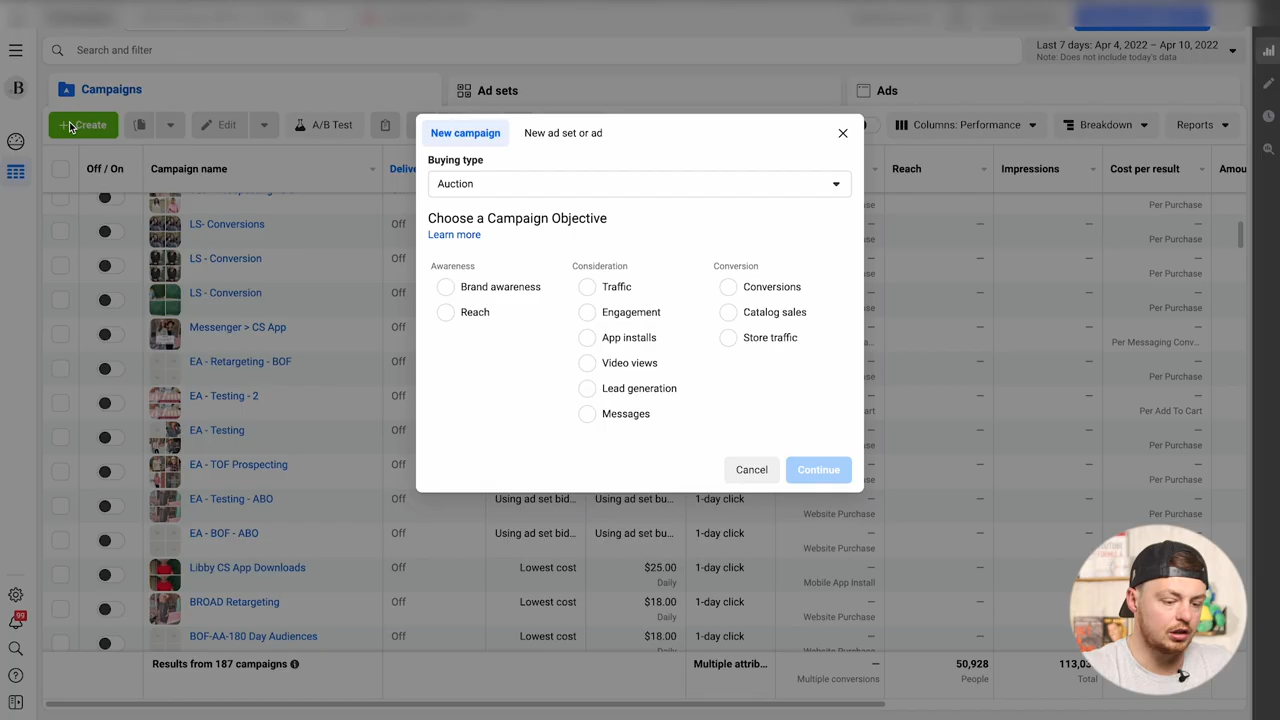 Search and filter
Last 7 days: Apr 4, 2022 – Apr 10, 2022
Note: Does not include today's data
B
Campaigns
Ad sets
Ads
+ Create
Edit
A/B Test
Columns: Performance
Breakdown
Reports
Off / On
Campaign name
Delive
Reach
Impressions
Cost per result
Amou
New campaign
New ad set or ad
Buying type
Auction
Choose a Campaign Objective
Learn more
Awareness
Consideration
Conversion
Brand awareness
Traffic
Conversions
Reach
Engagement
Catalog sales
App installs
Store traffic
Video views
Lead generation
Messages
Cancel
Continue
—
—
—
Per Purchase
LS- Conversions
Off
—
—
—
Per Purchase
LS - Conversion
Off
—
—
—
Per Purchase
LS - Conversion
Off
—
—
—
Per Purchase
Messenger > CS App
Off
—
—
—
Per Messaging Conv...
EA - Retargeting - BOF
Off
—
—
—
Per Purchase
EA - Testing - 2
Off
—
—
—
Per Add To Cart
EA - Testing
Off
—
—
—
Per Purchase
EA - TOF Prospecting
Off
—
—
—
Per Purchase
EA - Testing - ABO
Off
Using ad set bid...
Using ad set bu...
1-day click
—
—
—
Website Purchase
Per Purchase
EA - BOF - ABO
Off
Using ad set bid...
Using ad set bu...
1-day click
—
—
—
—
Website Purchase
Per Purchase
Libby CS App Downloads
Off
Lowest cost
$25.00
1-day click
—
—
—
Daily
Mobile App Install
BROAD Retargeting
Off
Lowest cost
$18.00
1-day click
—
—
Daily
Website Purchase
BOF-AA-180 Day Audiences
Off
Lowest cost
$18.00
1-day click
—
—
99
Results from 187 campaigns
Multiple attrib...
—
50,928
113,03
Multiple conversions
People
Total